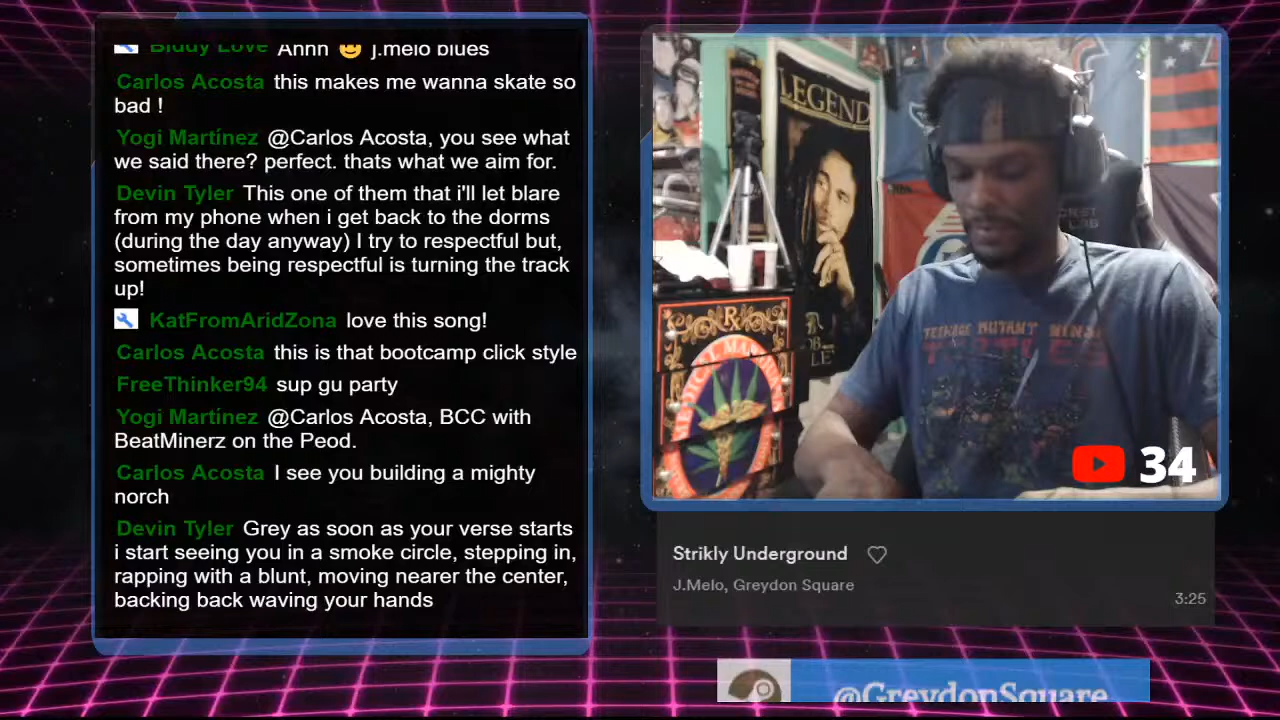 Biddy Love Ahhh 😊 j.melo blues
Carlos Acosta this makes me wanna skate so
bad !
Yogi Martínez @Carlos Acosta, you see what
we said there? perfect. thats what we aim for.
Devin Tyler This one of them that i'll let blare
from my phone when i get back to the dorms
(during the day anyway) I try to respectful but,
sometimes being respectful is turning the track
up!
KatFromAridZona love this song!
Carlos Acosta this is that bootcamp click style
FreeThinker94 sup gu party
Yogi Martínez @Carlos Acosta, BCC with
BeatMinerz on the Peod.
Carlos Acosta I see you building a mighty
norch
Devin Tyler Grey as soon as your verse starts
i start seeing you in a smoke circle, stepping in,
rapping with a blunt, moving nearer the center,
backing back waving your hands
LEGEND
Rx
TEENAGE MUTANT NINJA
34
Strikly Underground
J.Melo, Greydon Square
3:25
@GreydonSquare